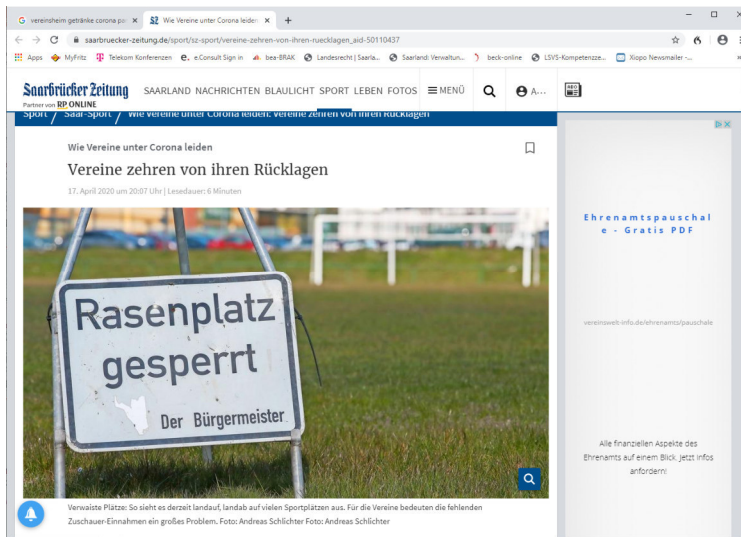 vereinsheim getränke corona pa
Wie Vereine unter Corona leiden
saarbruecker-zeitung.de/sport/sz-sport/vereine-zehren-von-ihren-ruecklagen_aid-50110437
Apps MyFritz Telekom Konferenzen e.Consult Sign in bea-BRAK Landesrecht | Saarla... Saarland: Verwaltun... beck-online LSVS-Kompetenzze... Xiopo Newsmailer -...
Saarbrücker Zeitung
Partner von RP ONLINE
SAARLAND NACHRICHTEN BLAULICHT SPORT LEBEN FOTOS MENÜ A...
ABO
Sport / Saar-Sport / Wie Vereine unter Corona leiden: Vereine zehren von ihren Rücklagen
Wie Vereine unter Corona leiden
Vereine zehren von ihren Rücklagen
17. April 2020 um 20:07 Uhr | Lesedauer: 6 Minuten
Rasenplatz
gesperrt
Der Bürgermeister
Verwaiste Plätze: So sieht es derzeit landauf, landab auf vielen Sportplätzen aus. Für die Vereine bedeuten die fehlenden
Zuschauer-Einnahmen ein großes Problem. Foto: Andreas Schlichter Foto: Andreas Schlichter
Ehrenamtspauschal
e - Gratis PDF
vereinswelt-info.de/ehrenamts/pauschale
Alle finanziellen Aspekte des
Ehrenamts auf einem Blick. Jetzt Infos
anfordern!